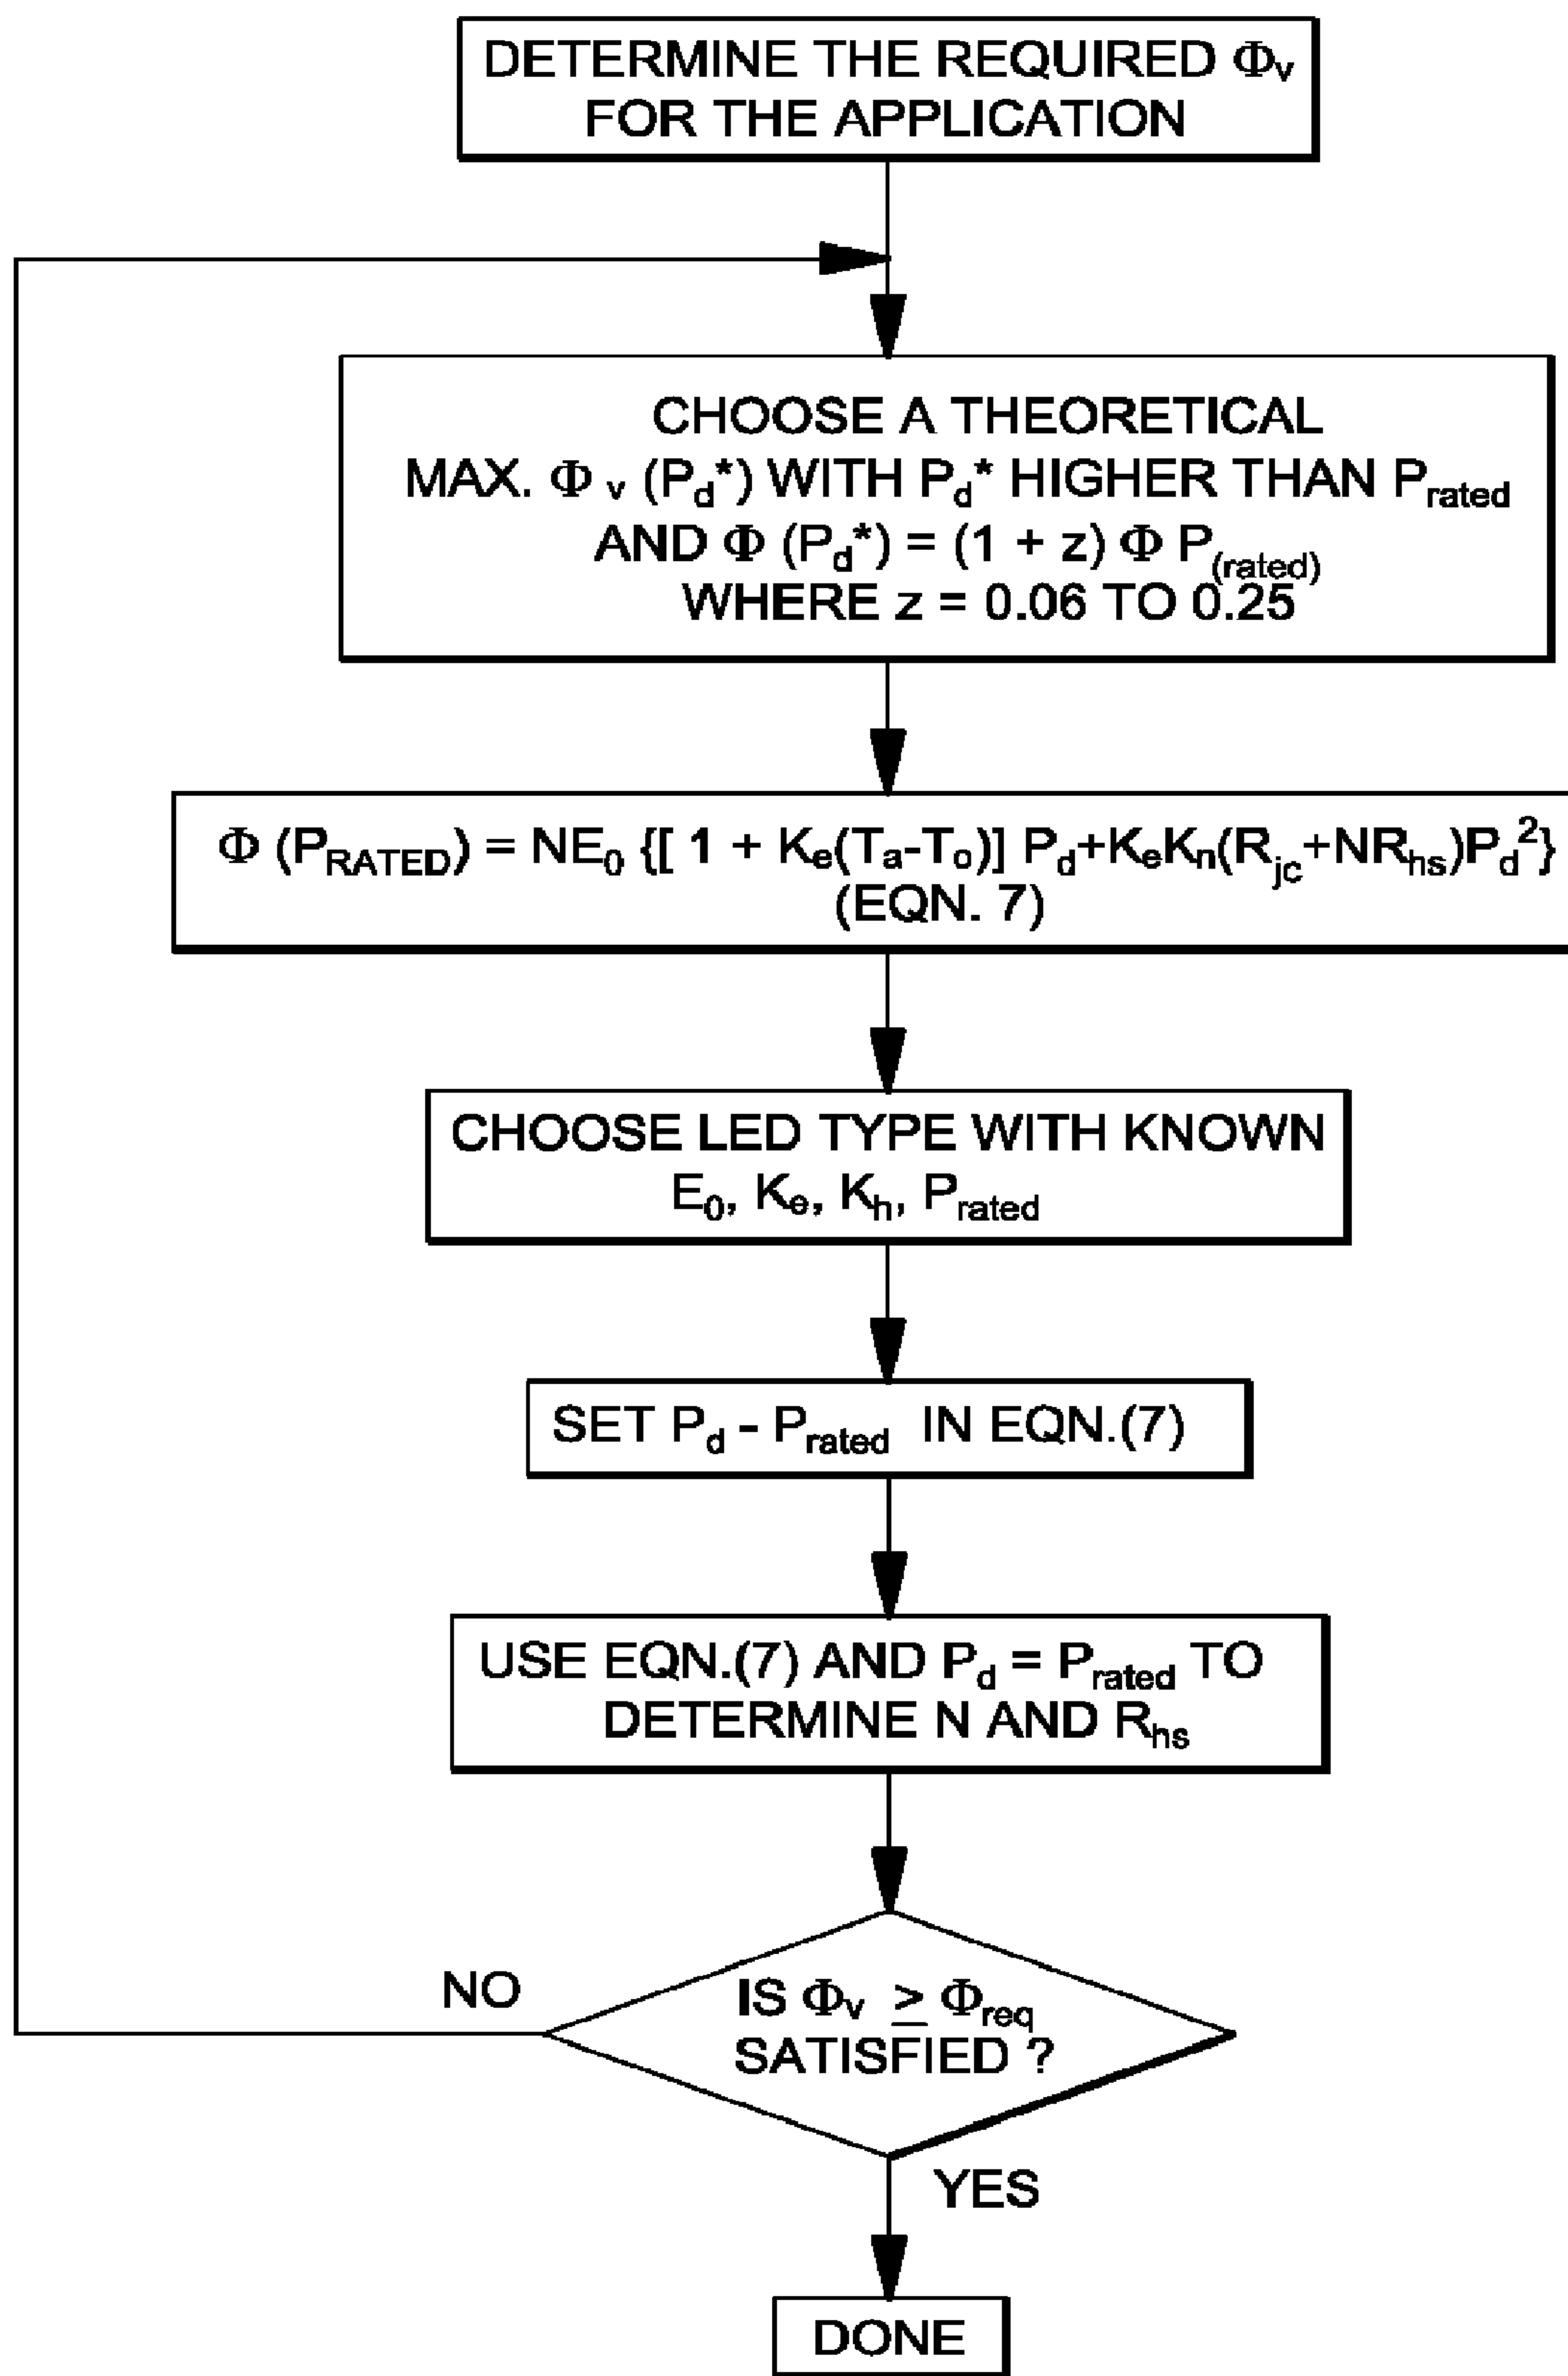 DETERMINE THE REQUIRED Φv
FOR THE APPLICATION
CHOOSE A THEORETICAL
MAX. Φ v (Pd*) WITH Pd* HIGHER THAN Prated
AND Φ (Pd*) = (1 + z) Φ P(rated)
WHERE z = 0.06 TO 0.25
Φ (PRATED) = NE0 {[ 1 + Ke(Ta-To)] Pd+KeKn(Rjc+NRhs)Pd2}
(EQN. 7)
CHOOSE LED TYPE WITH KNOWN
E0, Ke, Kh, Prated
SET Pd - Prated IN EQN.(7)
USE EQN.(7) AND Pd = Prated TO
DETERMINE N AND Rhs
NO
IS Φv ≥ Φreq
SATISFIED ?
YES
DONE